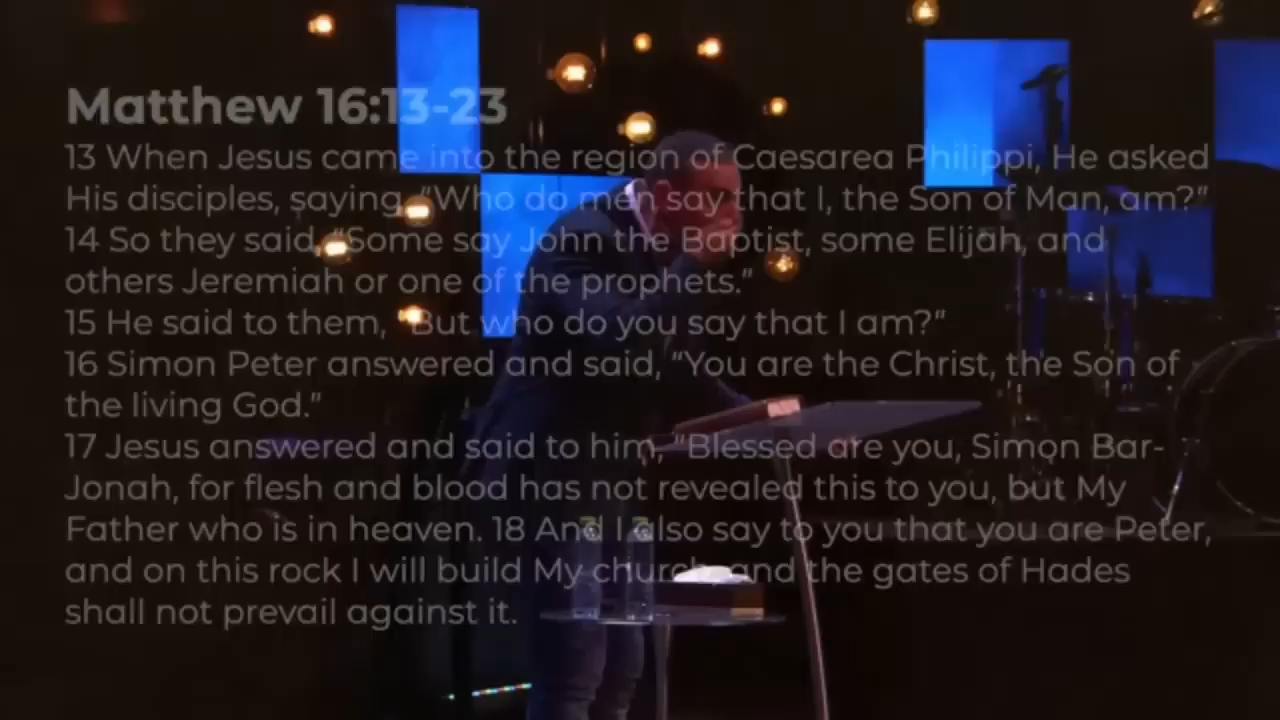 Matthew 16:13-23
13 When Jesus came into the region of Caesarea Philippi, He asked
His disciples, saying, “Who do men say that I, the Son of Man, am?”
14 So they said, “Some say John the Baptist, some Elijah, and
others Jeremiah or one of the prophets.”
15 He said to them, “But who do you say that I am?”
16 Simon Peter answered and said, “You are the Christ, the Son of
the living God.”
17 Jesus answered and said to him, “Blessed are you, Simon Bar-
Jonah, for flesh and blood has not revealed this to you, but My
Father who is in heaven. 18 And I also say to you that you are Peter,
and on this rock I will build My church, and the gates of Hades
shall not prevail against it.